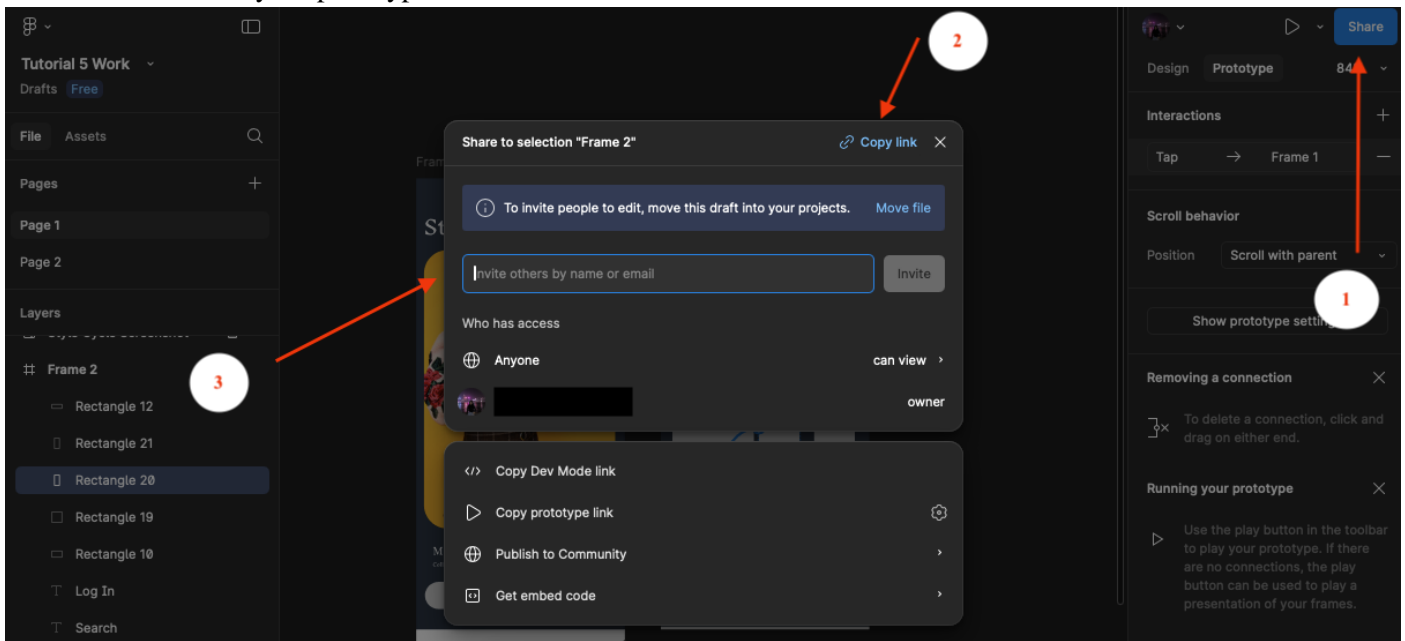 Share
Tutorial 5 Work
Drafts Free
Design Prototype
File Assets
Interactions
Tap → Frame 1
Pages
Page 1
Page 2
Scroll behavior
Position Scroll with parent
Layers
Frame 2
Rectangle 12
Rectangle 21
Rectangle 20
Rectangle 19
Rectangle 10
Log In
Search
2
Share to selection "Frame 2" Copy link
To invite people to edit, move this draft into your projects. Move file
Invite others by name or email Invite
Who has access
Anyone can view
owner
3
Copy Dev Mode link
Copy prototype link
Publish to Community
Get embed code
1
Show prototype
Removing a connection
To delete a connection, click and
drag on either end.
Running your prototype
Use the play button in the toolbar
to play your prototype. If there
are no connections, the play
button can be used to play a
presentation of your frames.